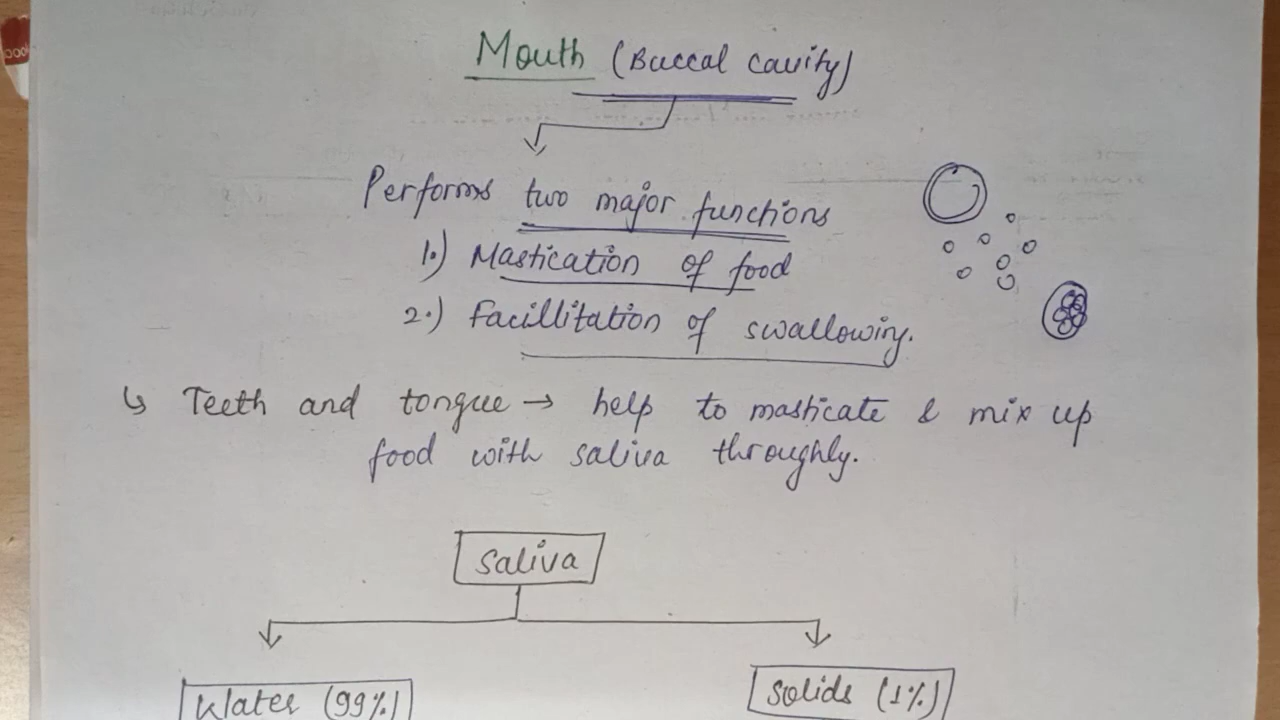 Mouth (Buccal cavity)
Performs two major functions
1.) Mastication of food
2.) Facillitation of swallowing.
↳ Teeth and tongue → help to masticate & mix up
food with saliva throughly.
Saliva
Water (99%)
Solids (1%)